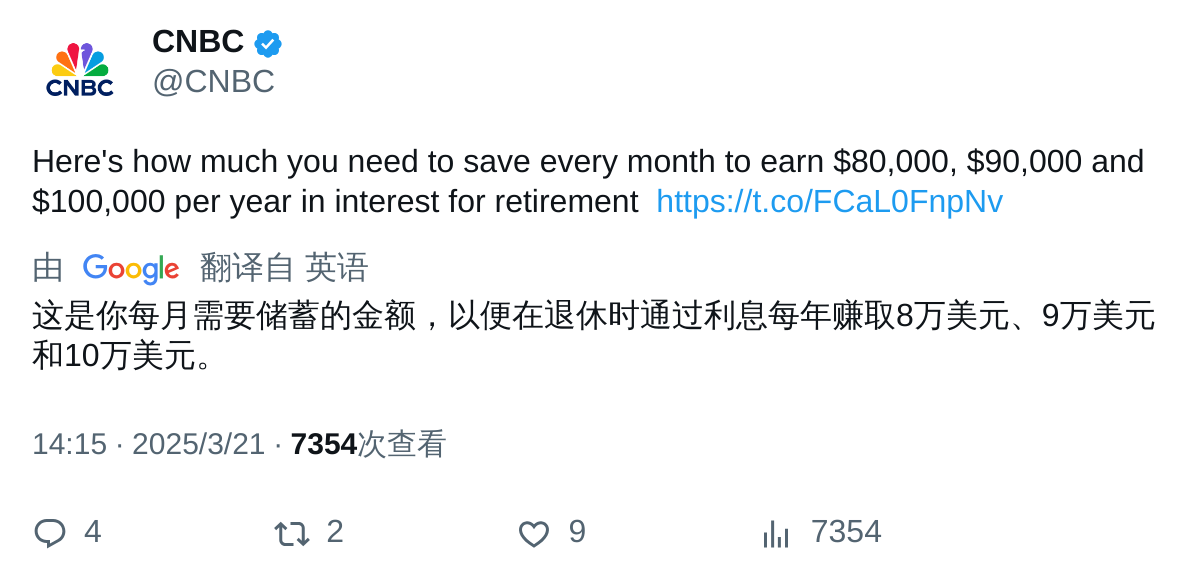 CNBC
CNBC
@CNBC
Here's how much you need to save every month to earn $80,000, $90,000 and
$100,000 per year in interest for retirement https://t.co/FCaL0FnpNv
由 Google 翻译自 英语
这是你每月需要储蓄的金额，以便在退休时通过利息每年赚取8万美元、9万美元
和10万美元。
14:15 · 2025/3/21 · 7354次查看
4 2 9 7354